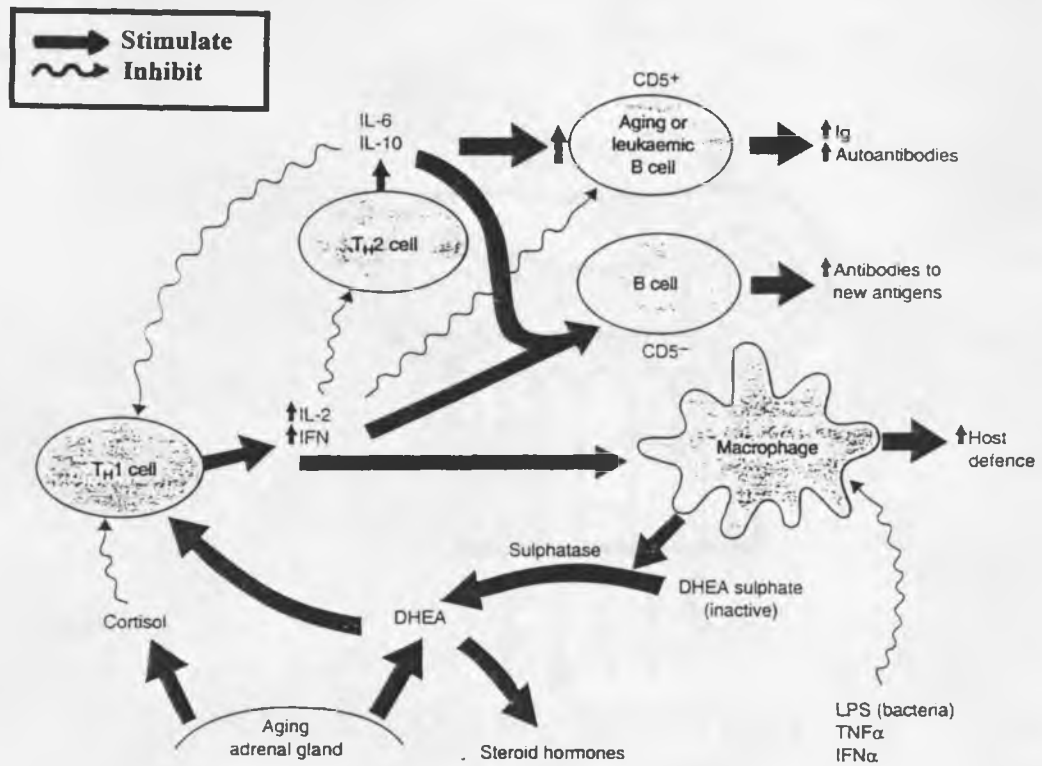 Stimulate
Inhibit
CD5+
IL-6
IL-10
Aging or
leukaemic
B cell
Ig
Autoantibodies
TH2 cell
B cell
Antibodies to
new antigens
CD5−
IL-2
IFN
TH1 cell
Macrophage
Host
defence
Sulphatase
DHEA sulphate
(inactive)
DHEA
Cortisol
Aging
adrenal gland
Steroid hormones
LPS (bacteria)
TNFα
IFNα